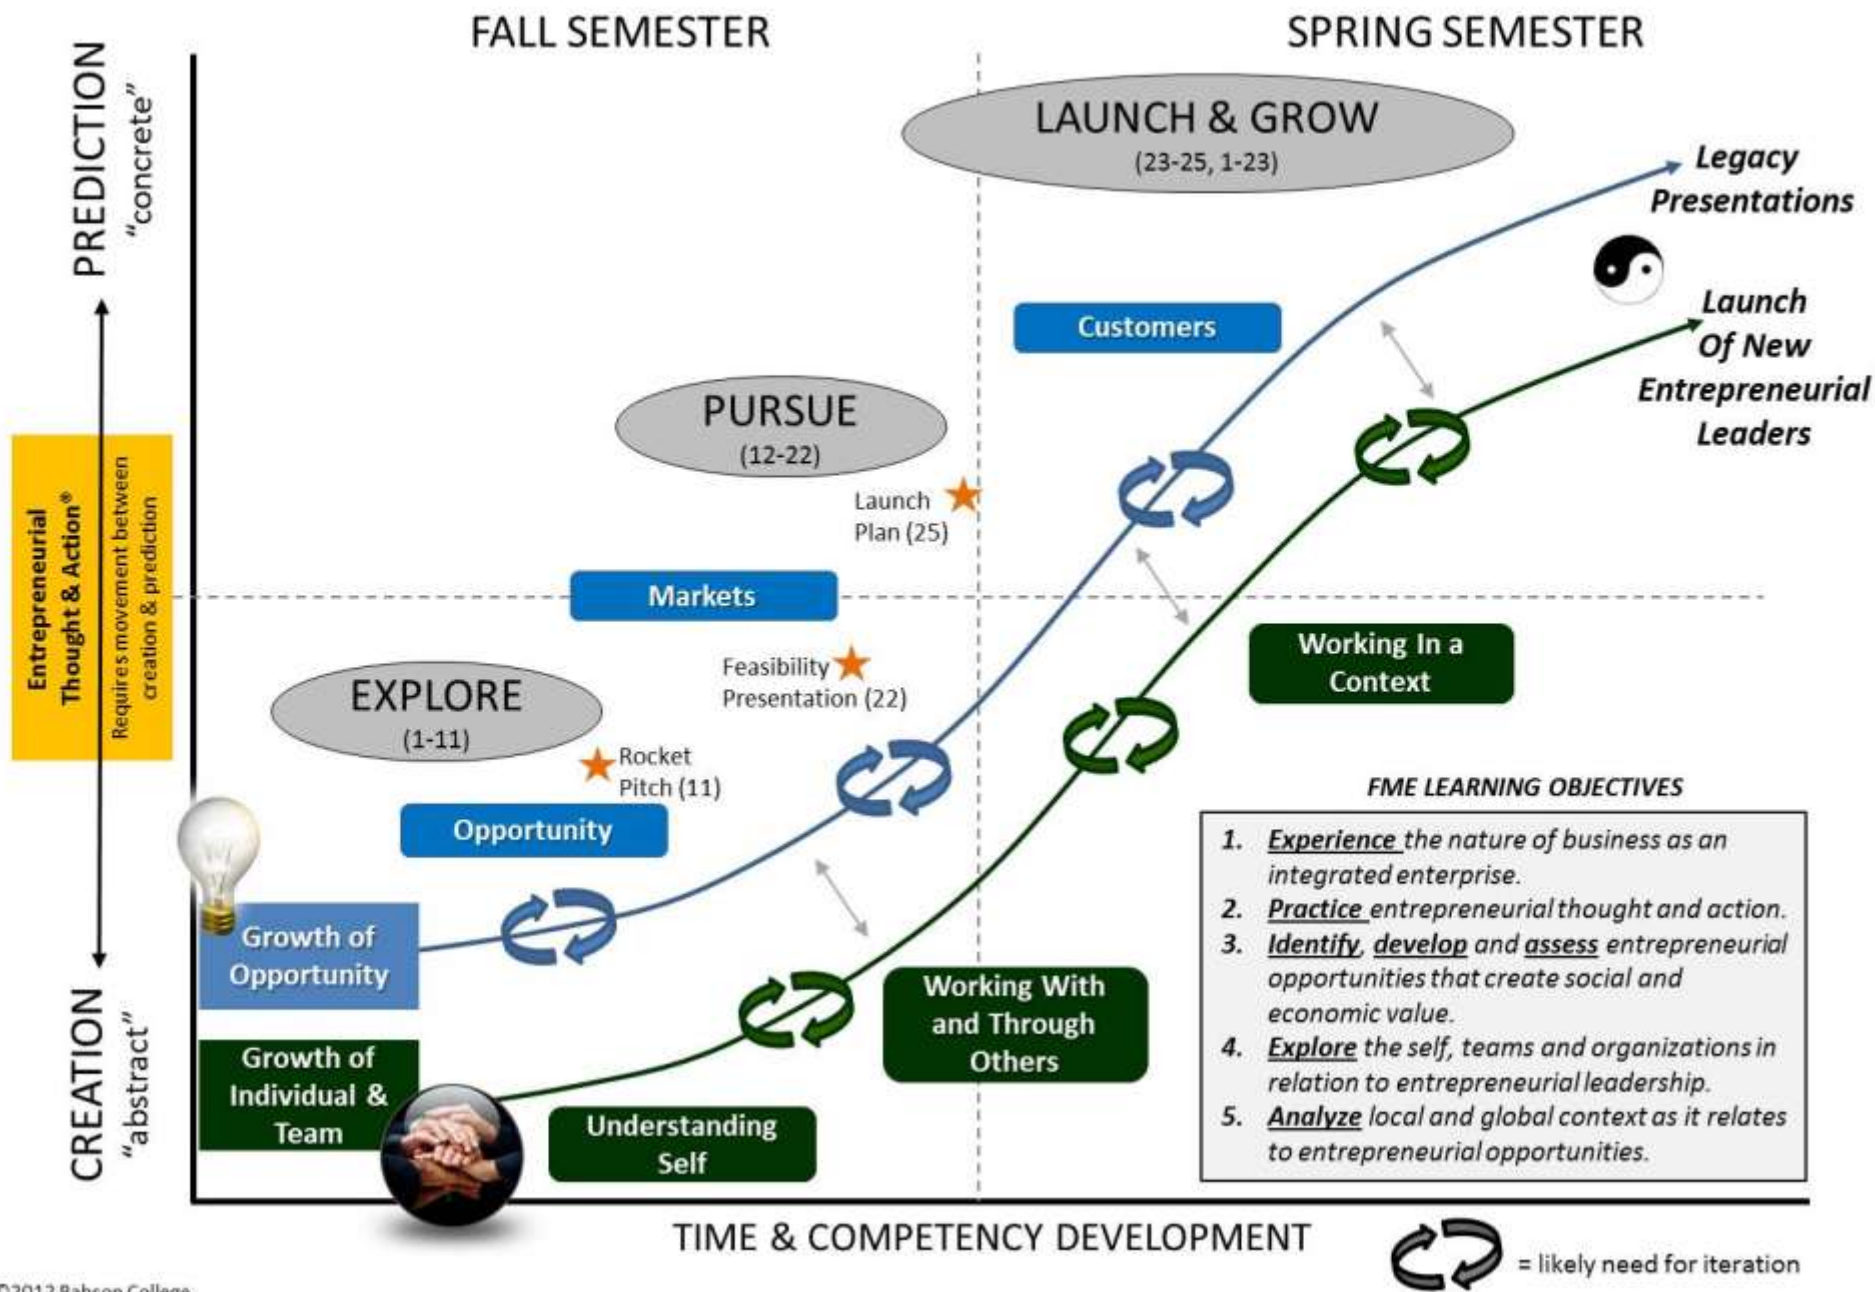 FALL SEMESTER
SPRING SEMESTER
PREDICTION
“concrete”
LAUNCH & GROW
(23-25, 1-23)
Legacy
Presentations
Launch
Of New
Entrepreneurial
Leaders
Customers
PURSUE
(12-22)
Launch
Plan (25)
Entrepreneurial
Thought & Action®
Requires movement between
creation & prediction
Markets
Feasibility
Presentation (22)
Working In a
Context
EXPLORE
(1-11)
Rocket
Pitch (11)
Opportunity
Growth of
Opportunity
Growth of
Individual &
Team
Understanding
Self
Working With
and Through
Others
CREATION
“abstract”
FME LEARNING OBJECTIVES
1. Experience the nature of business as an
integrated enterprise.
2. Practice entrepreneurial thought and action.
3. Identify, develop and assess entrepreneurial
opportunities that create social and
economic value.
4. Explore the self, teams and organizations in
relation to entrepreneurial leadership.
5. Analyze local and global context as it relates
to entrepreneurial opportunities.
TIME & COMPETENCY DEVELOPMENT
= likely need for iteration
©2012 Babson College